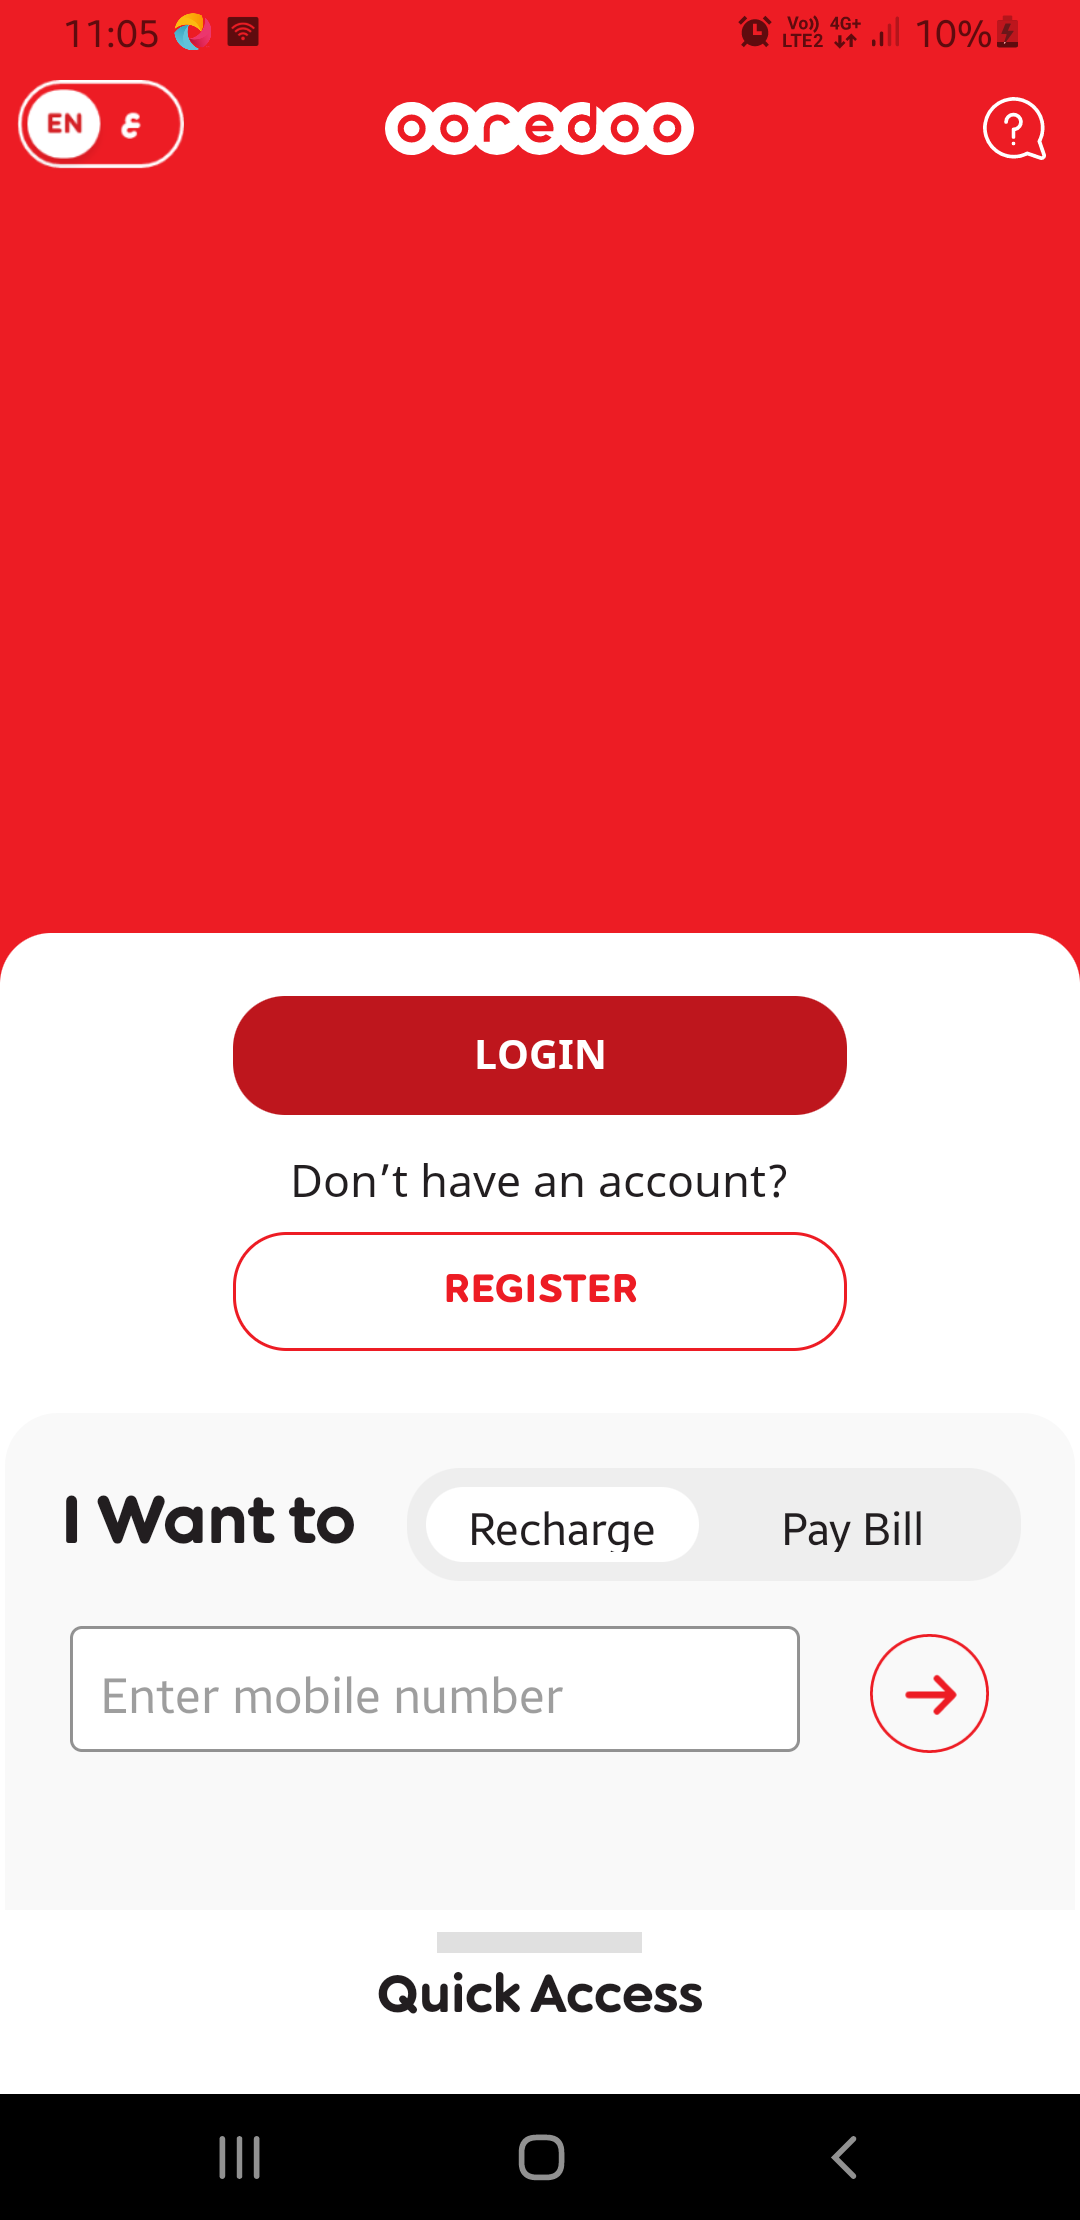 11:05
Vo)) LTE2 4G+ 10%
EN ع
ooredoo
?
LOGIN
Don’t have an account?
REGISTER
I Want to Recharge Pay Bill
Enter mobile number
Quick Access